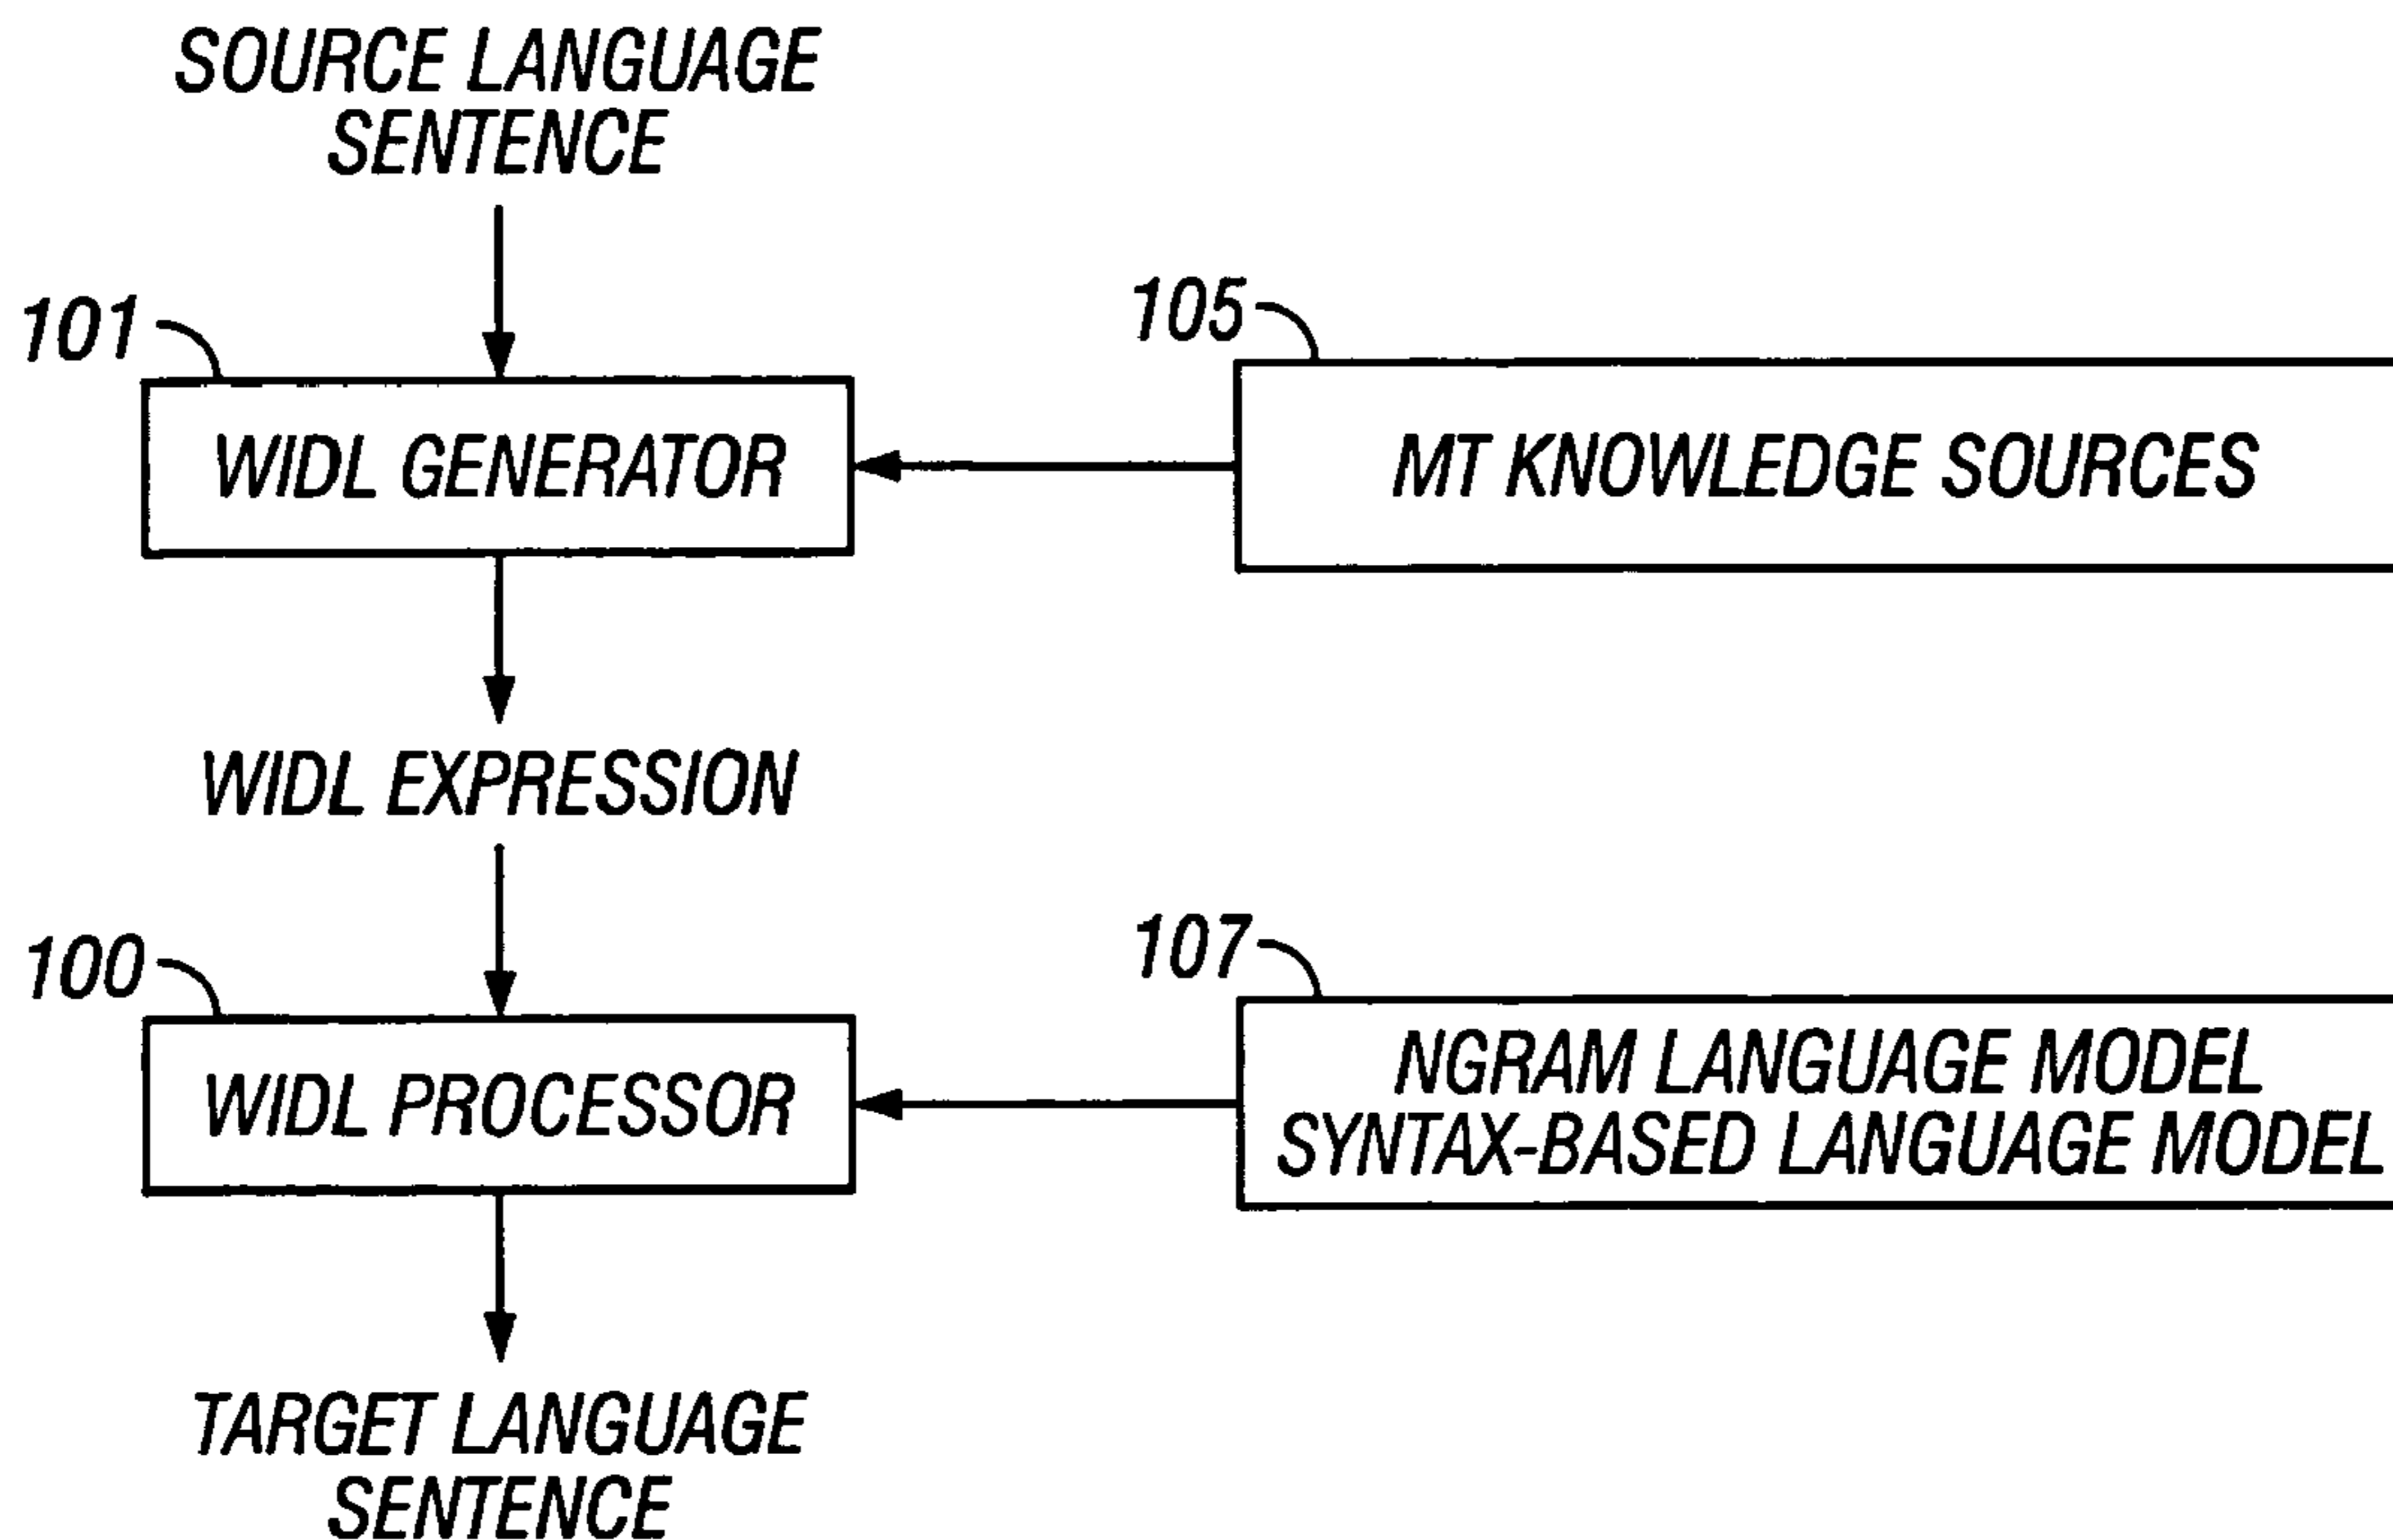 SOURCE LANGUAGE
SENTENCE
101
105
WIDL GENERATOR
MT KNOWLEDGE SOURCES
WIDL EXPRESSION
100
107
WIDL PROCESSOR
NGRAM LANGUAGE MODEL
SYNTAX-BASED LANGUAGE MODEL
TARGET LANGUAGE
SENTENCE